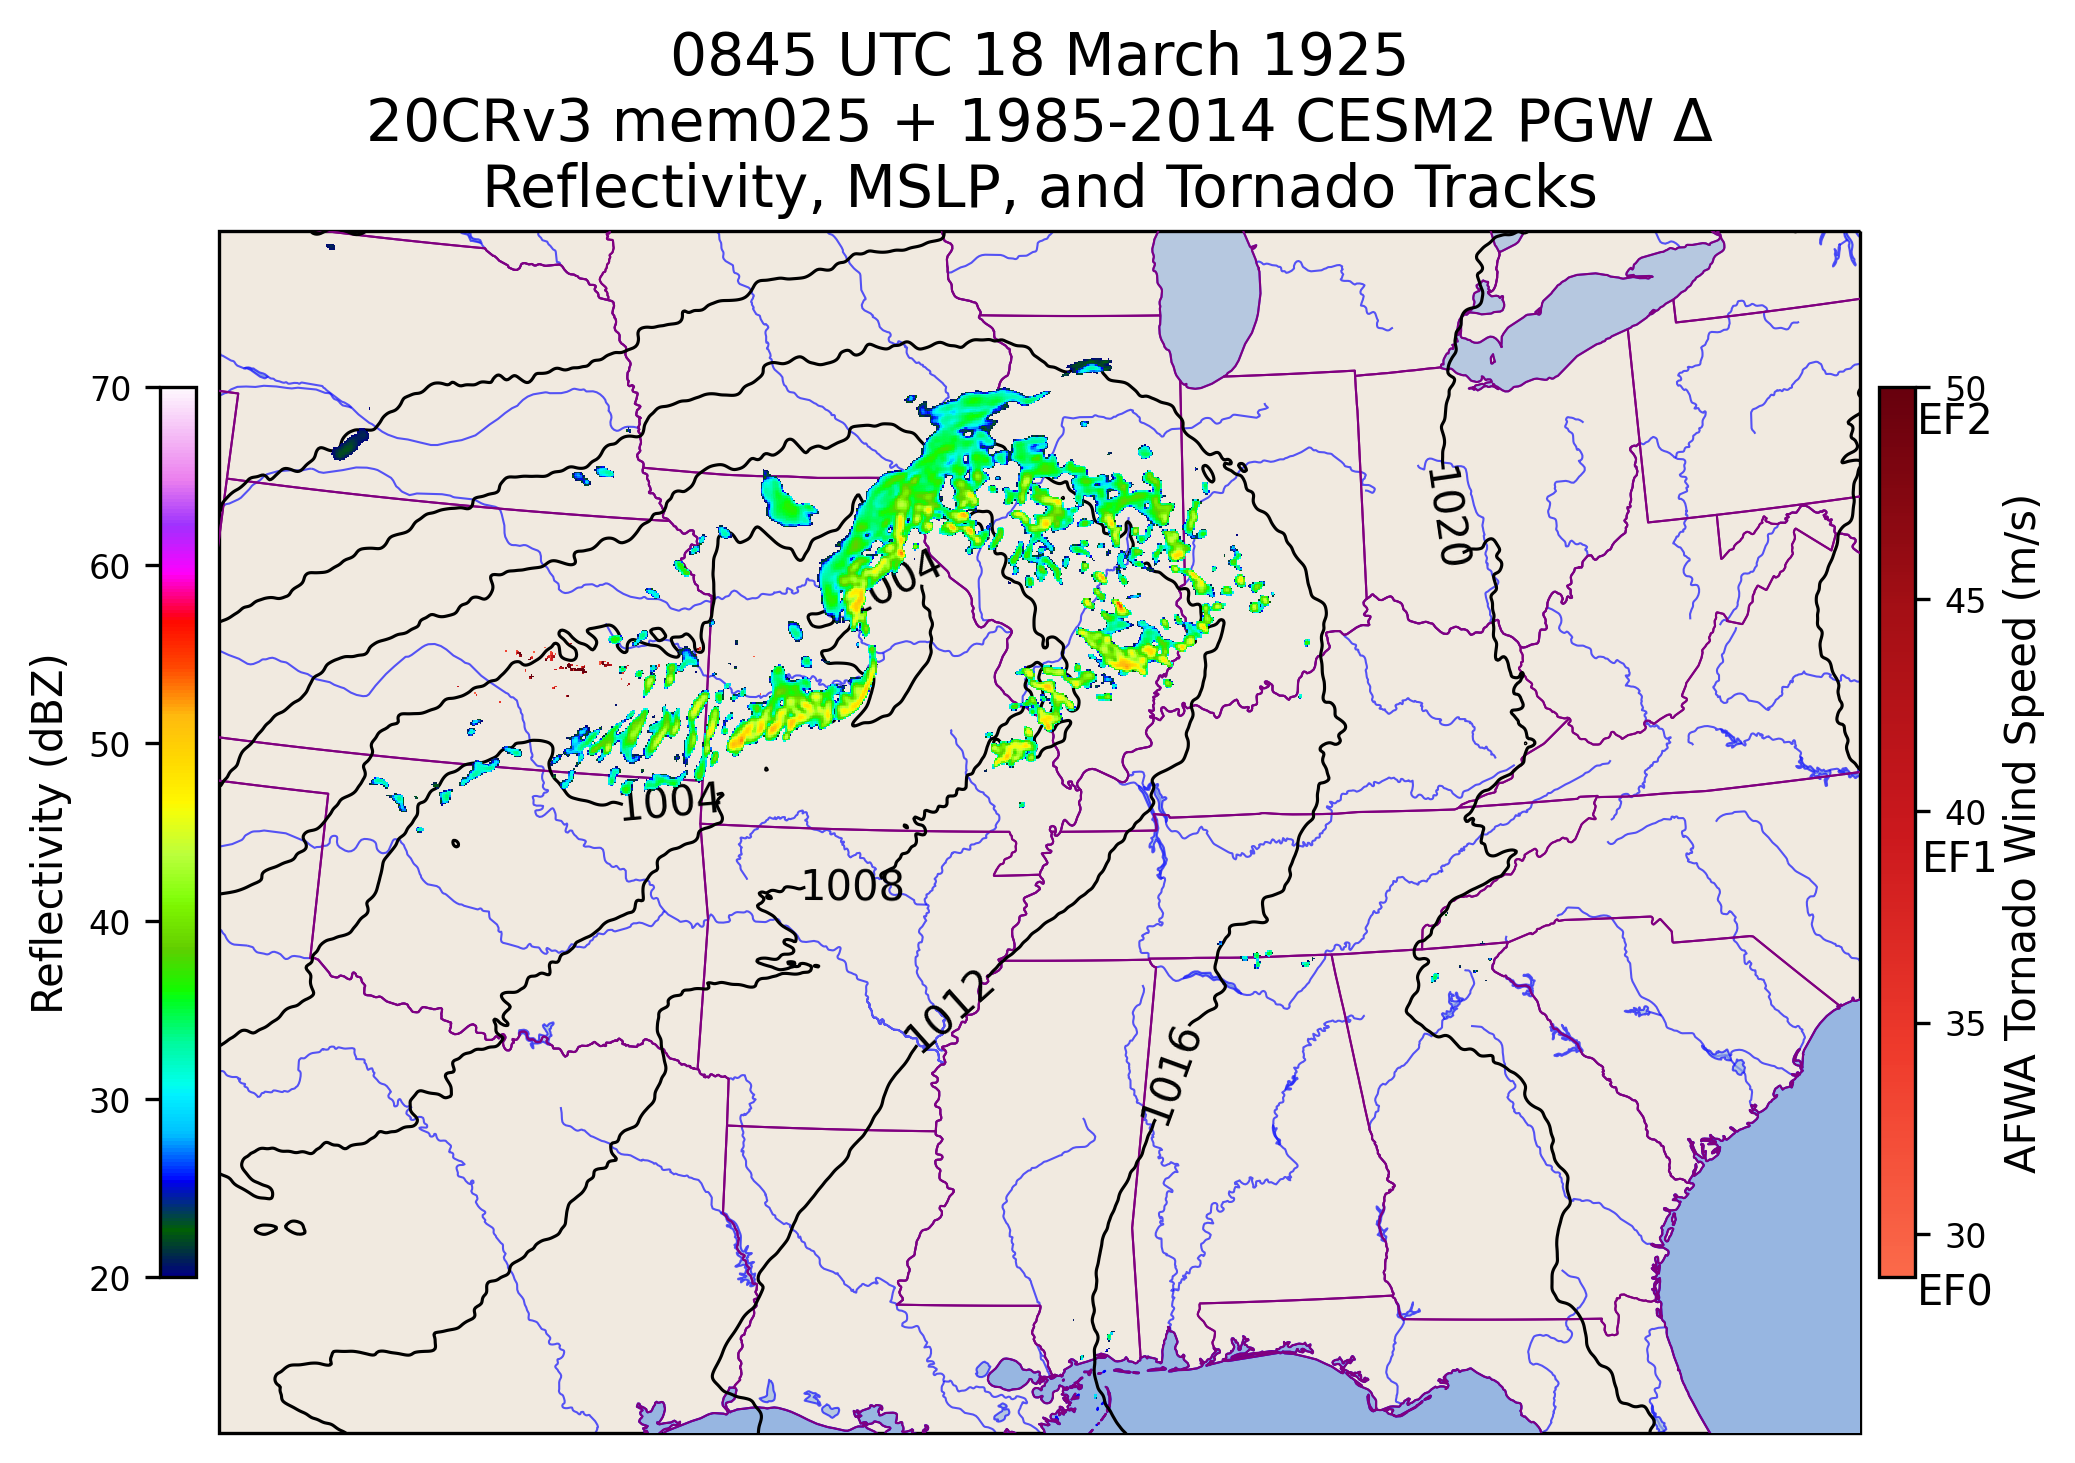 0845 UTC 18 March 1925
20CRv3 mem025 + 1985-2014 CESM2 PGW Δ
Reflectivity, MSLP, and Tornado Tracks
Reflectivity (dBZ)
70
60
50
40
30
20
1020
1004
1004
1008
1012
1016
50
EF2
45
40
EF1
35
30
EF0
AFWA Tornado Wind Speed (m/s)